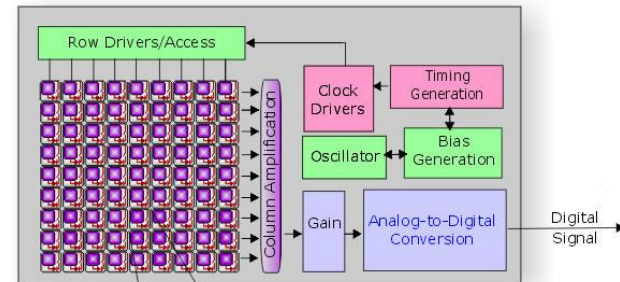 Row Drivers/Access
Clock
Drivers
Timing
Generation
Oscillator
Bias
Generation
Column Amplification
Gain
Analog-to-Digital
Conversion
Digital
Signal